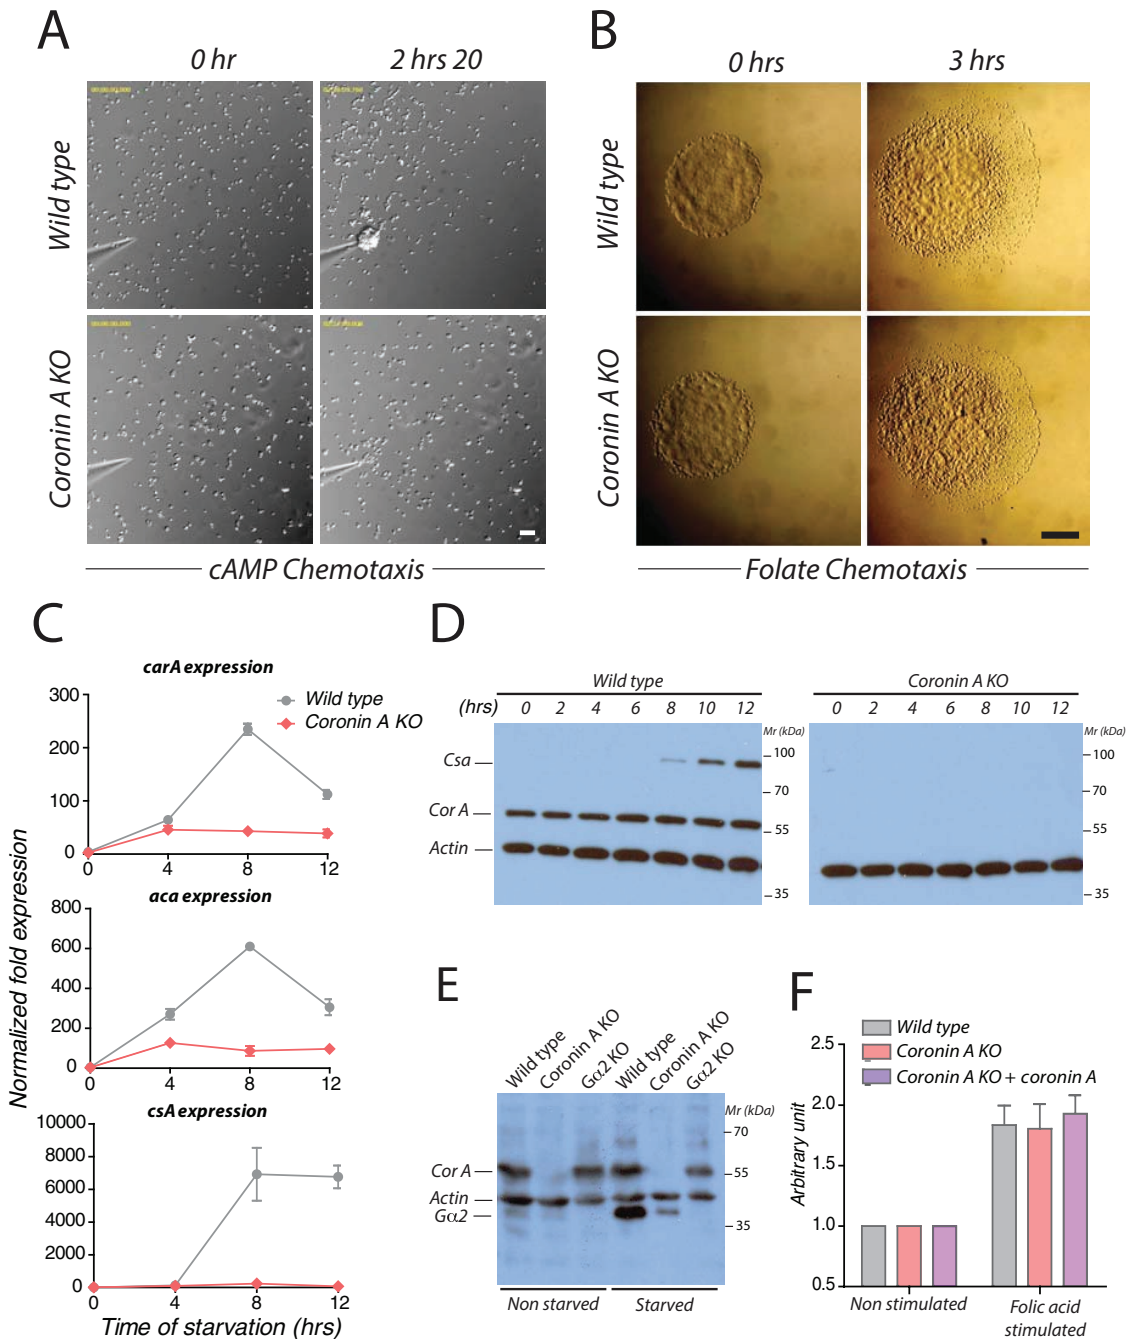 A
0 hr
2 hrs 20
Wild type
Coronin A KO
cAMP Chemotaxis
B
0 hrs
3 hrs
Wild type
Coronin A KO
Folate Chemotaxis
C
carA expression
300
200
100
0
0 4 8 12
Wild type
Coronin A KO
aca expression
800
600
400
200
0
0 4 8 12
csA expression
10000
8000
6000
4000
2000
0
0 4 8 12
Normalized fold expression
Time of starvation (hrs)
D
Wild type
(hrs) 0 2 4 6 8 10 12
Mr (kDa)
Csa
Cor A
Actin
100
70
55
35
Coronin A KO
0 2 4 6 8 10 12
Mr (kDa)
100
70
55
35
E
Wild type
Coronin A KO
Gα2 KO
Wild type
Coronin A KO
Gα2 KO
Mr (kDa)
70
55
35
Cor A
Actin
Gα2
Non starved
Starved
F
Wild type
Coronin A KO
Coronin A KO + coronin A
2.5
2.0
1.5
1.0
0.5
Arbitrary unit
Non stimulated
Folic acid
stimulated